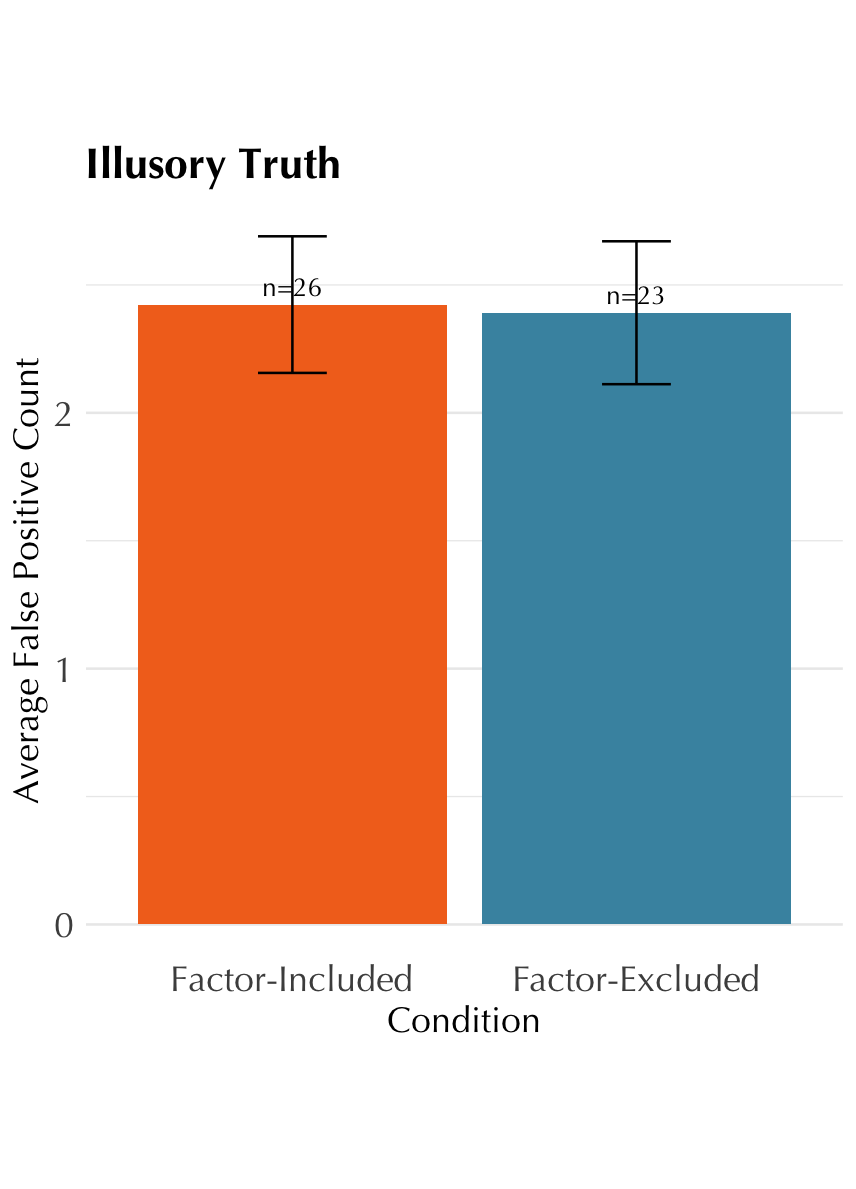 Illusory Truth
n=26
n=23
Average False Positive Count
2
1
0
Factor-Included
Factor-Excluded
Condition